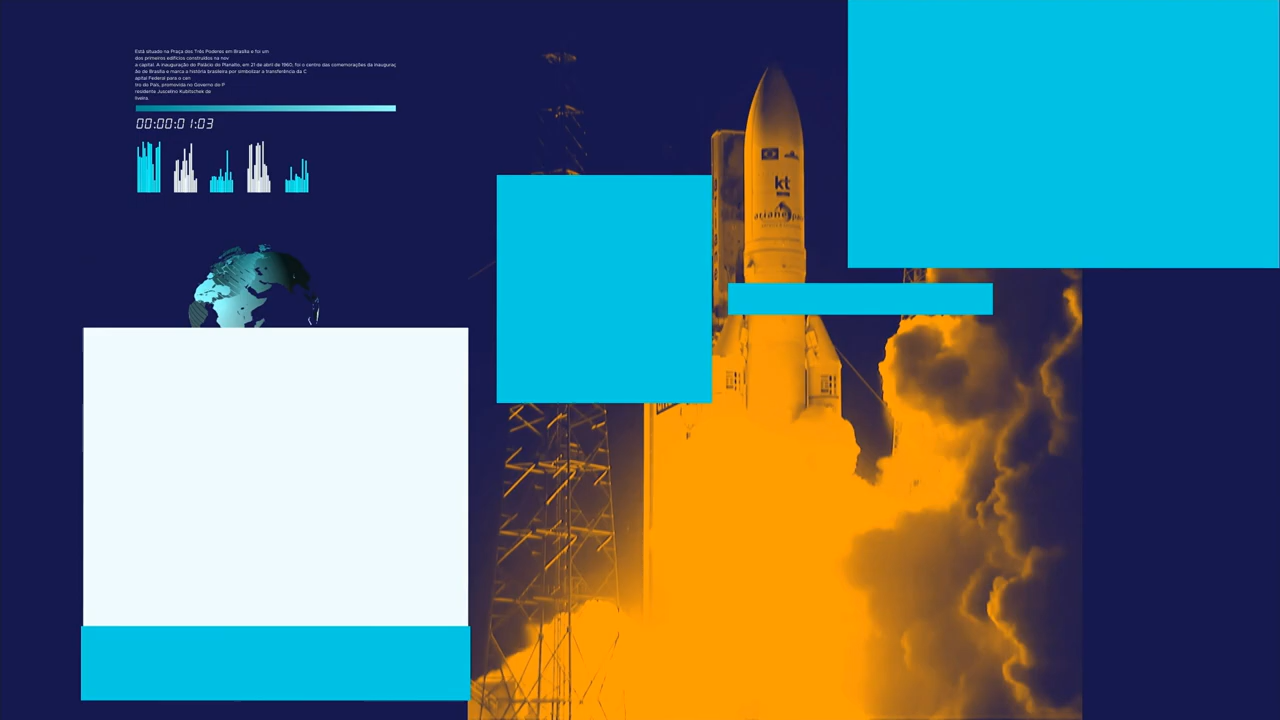 Está situado na Praça dos Três Poderes em Brasília e foi um
dos primeiros edifícios construídos na nov
a capital. A inauguração do Palácio do Planalto, em 21 de abril de 1960, foi o centro das comemorações da inauguraç
ão de Brasília e marca a história brasileira por simbolizar a transferência da C
apital Federal para o cen
tro do País, promovida no Governo do P
residente Juscelino Kubitschek de
liveira.
00:00:01:03
kt
arianespace